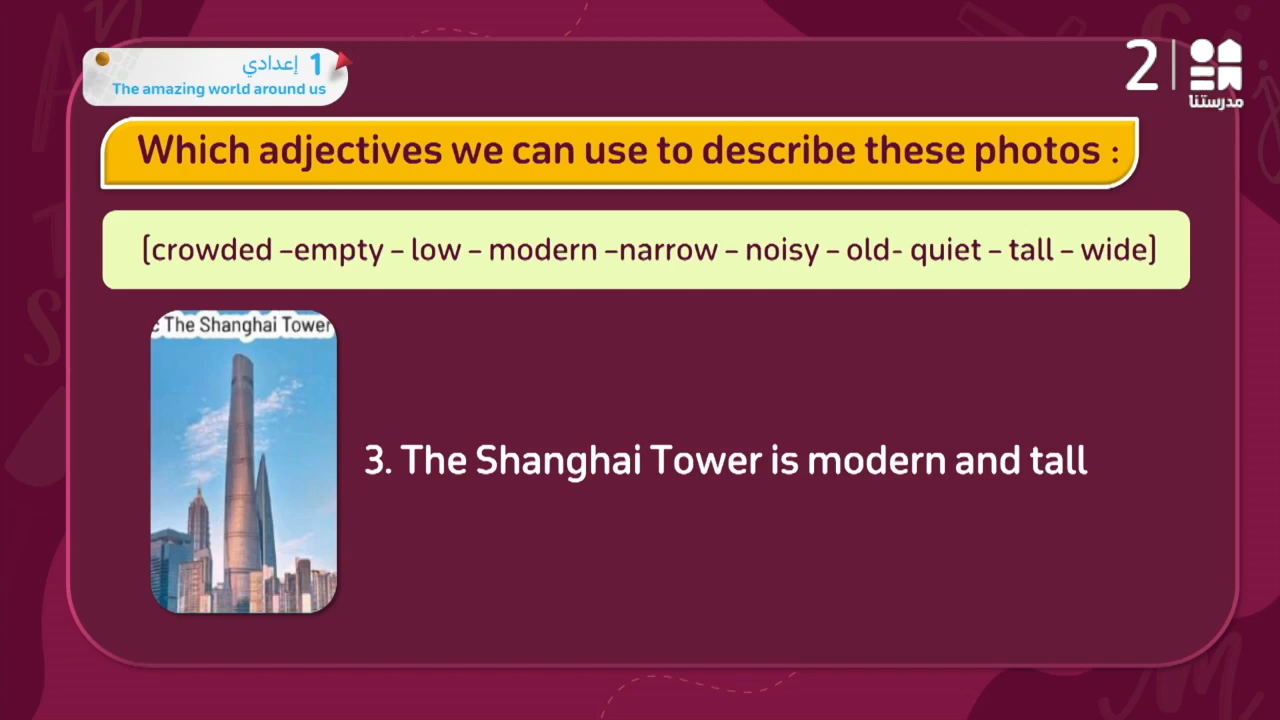 1 إعدادي
The amazing world around us
2
مدرستنا
Which adjectives we can use to describe these photos :
(crowded –empty – low – modern –narrow – noisy – old- quiet – tall – wide)
c The Shanghai Tower
3. The Shanghai Tower is modern and tall